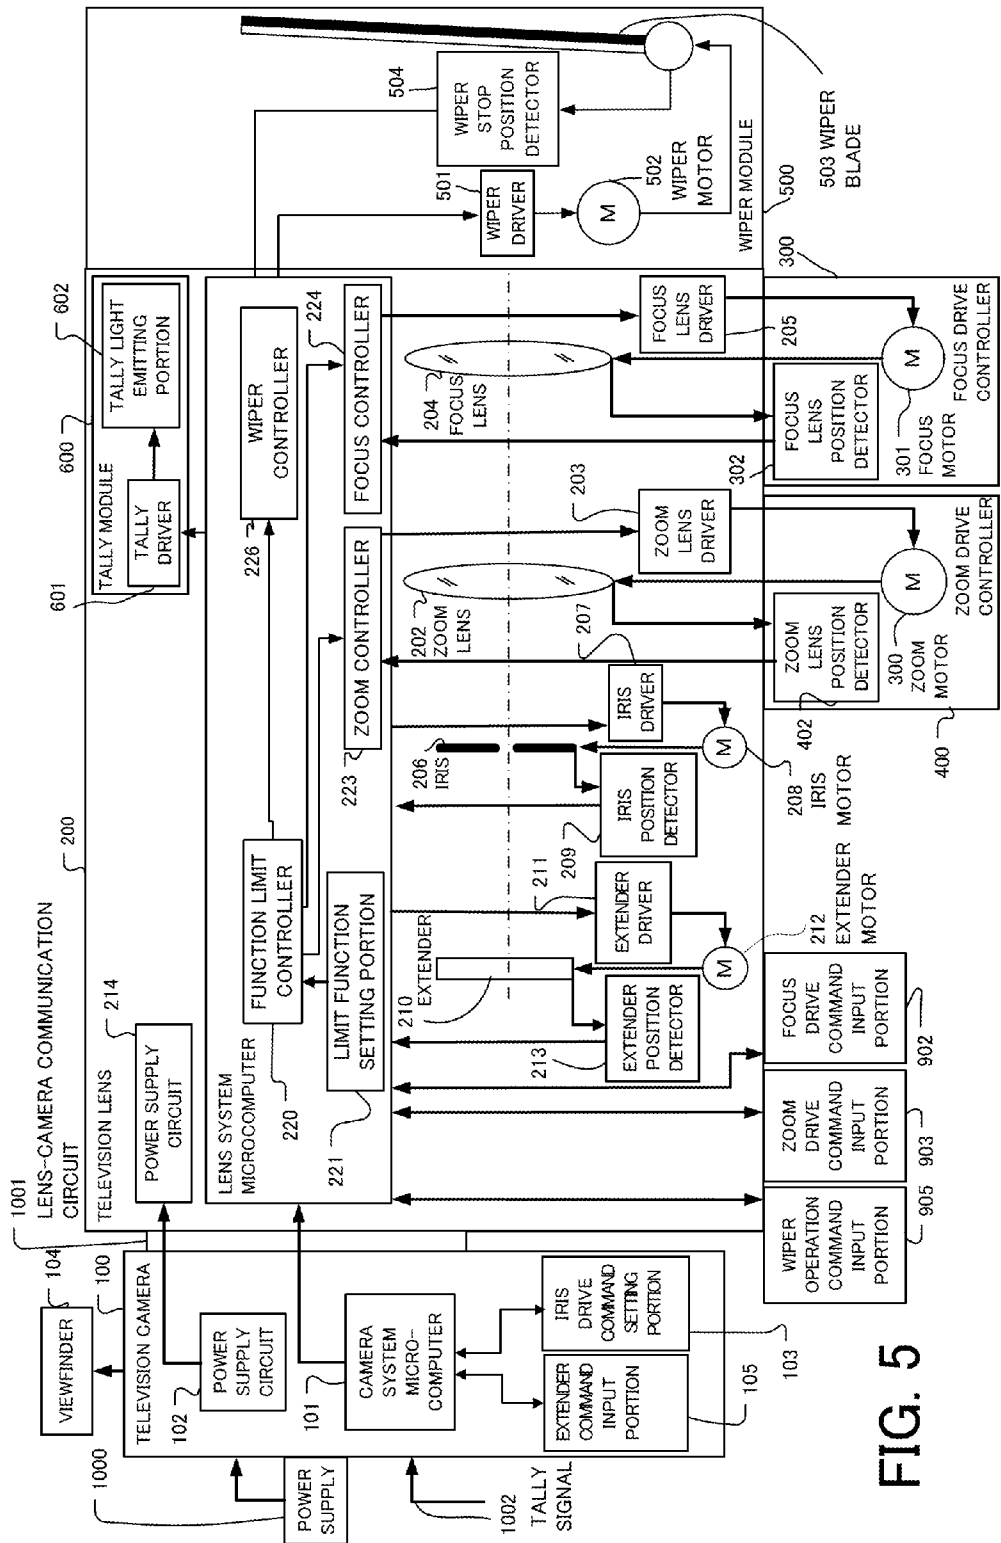 LENS-CAMERA COMMUNICATION
CIRCUIT
1001
104
VIEWFINDER
100
TELEVISION CAMERA
102
POWER
SUPPLY
CIRCUIT
101
CAMERA
SYSTEM
MICRO-
COMPUTER
EXTENDER
COMMAND
INPUT
PORTION
105
IRIS
DRIVE
COMMAND
SETTING
PORTION
103
1000
POWER
SUPPLY
1002
TALLY
SIGNAL
200
TELEVISION LENS
POWER SUPPLY
CIRCUIT
214
LENS SYSTEM
MICROCOMPUTER
FUNCTION LIMIT
CONTROLLER
220
LIMIT FUNCTION
SETTING PORTION
221
226
WIPER
CONTROLLER
ZOOM CONTROLLER
223
FOCUS CONTROLLER
224
600
TALLY MODULE
601
TALLY
DRIVER
TALLY LIGHT
EMITTING
PORTION
602
210
EXTENDER
211
EXTENDER
DRIVER
213
EXTENDER
POSITION
DETECTOR
M
212 EXTENDER
MOTOR
206
IRIS
207
IRIS
DRIVER
209
IRIS
POSITION
DETECTOR
M
208 IRIS
MOTOR
202
ZOOM
LENS
203
ZOOM
LENS
DRIVER
ZOOM
LENS
POSITION
DETECTOR
402
M
300 ZOOM
MOTOR
ZOOM DRIVE
CONTROLLER
400
204
FOCUS
LENS
FOCUS
LENS
DRIVER
205
302
FOCUS
LENS
POSITION
DETECTOR
M
301
FOCUS
MOTOR
FOCUS DRIVE
CONTROLLER
300
504
WIPER
STOP
POSITION
DETECTOR
501
WIPER
DRIVER
M
502
WIPER
MOTOR
WIPER MODULE
500
503 WIPER
BLADE
WIPER
OPERATION
COMMAND
INPUT
PORTION
905
ZOOM
DRIVE
COMMAND
INPUT
PORTION
903
FOCUS
DRIVE
COMMAND
INPUT
PORTION
902
FIG. 5